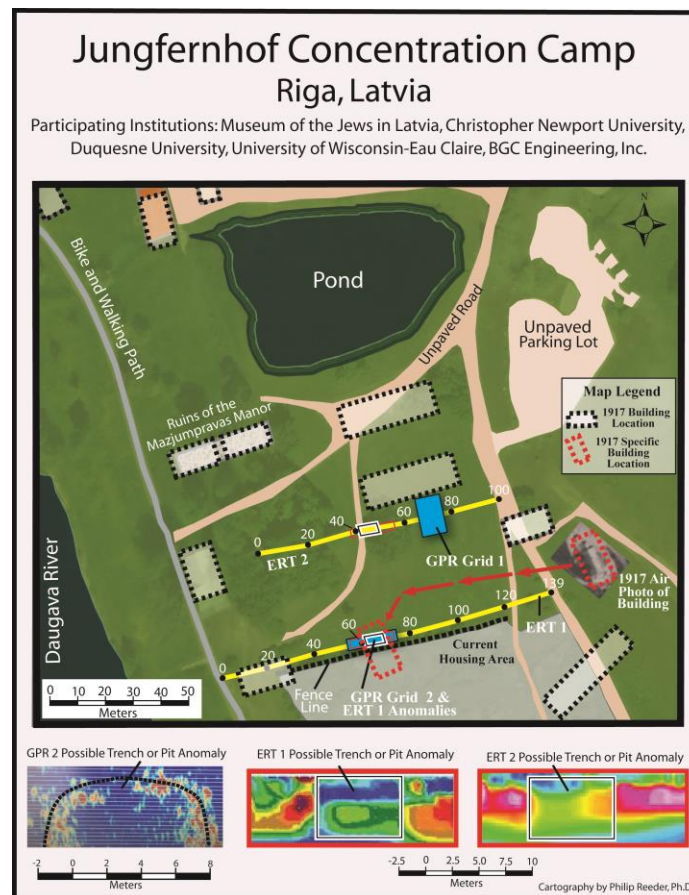 Jungfernhof Concentration Camp
Riga, Latvia
Participating Institutions: Museum of the Jews in Latvia, Christopher Newport University,
Duquesne University, University of Wisconsin-Eau Claire, BGC Engineering, Inc.
N
Bike and Walking Path
Pond
Unpaved Road
Unpaved
Parking Lot
Ruins of the
Mazjumpravas Manor
Map Legend
1917 Building
Location
1917 Specific
Building
Location
0
20
40
60
80
100
ERT 2
GPR Grid 1
1917 Air
Photo of
Building
Daugava River
0
20
40
60
80
100
120
139
ERT 1
Current
Housing Area
Fence
Line
GPR Grid 2 &
ERT 1 Anomalies
0 10 20 30 40 50
Meters
GPR 2 Possible Trench or Pit Anomaly
ERT 1 Possible Trench or Pit Anomaly
ERT 2 Possible Trench or Pit Anomaly
-2 0 2 4 6 8
Meters
-2.5 0 2.5 5 10
Meters
Cartography by Philip Reeder, Ph.D